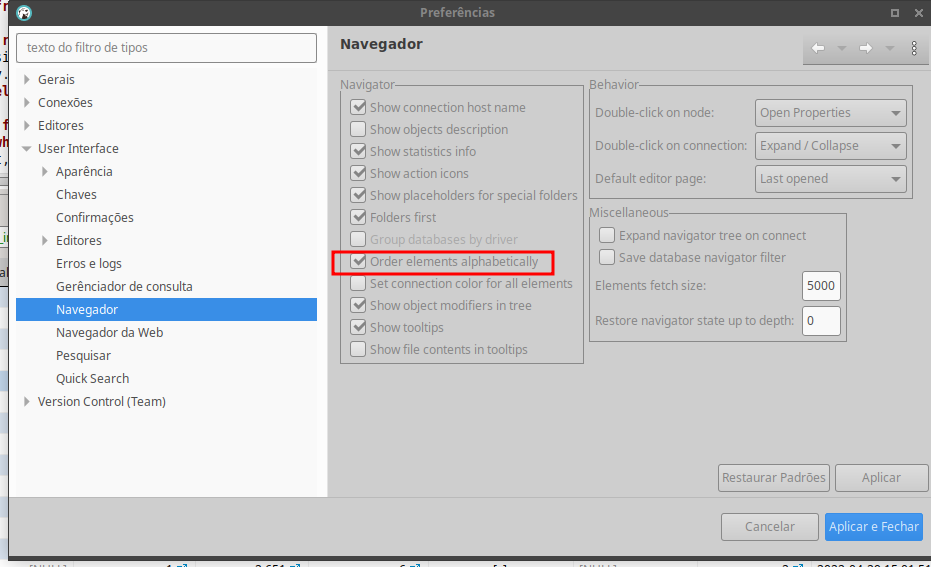 Preferências
texto do filtro de tipos
Gerais
Conexões
Editores
User Interface
Aparência
Chaves
Confirmações
Editores
Erros e logs
Gerênciador de consulta
Navegador
Navegador da Web
Pesquisar
Quick Search
Version Control (Team)
Navegador
Navigator
Show connection host name
Show objects description
Show statistics info
Show action icons
Show placeholders for special folders
Folders first
Group databases by driver
Order elements alphabetically
Set connection color for all elements
Show object modifiers in tree
Show tooltips
Show file contents in tooltips
Behavior
Double-click on node: Open Properties
Double-click on connection: Expand / Collapse
Default editor page: Last opened
Miscellaneous
Expand navigator tree on connect
Save database navigator filter
Elements fetch size: 5000
Restore navigator state up to depth: 0
Restaurar Padrões Aplicar
Cancelar Aplicar e Fechar